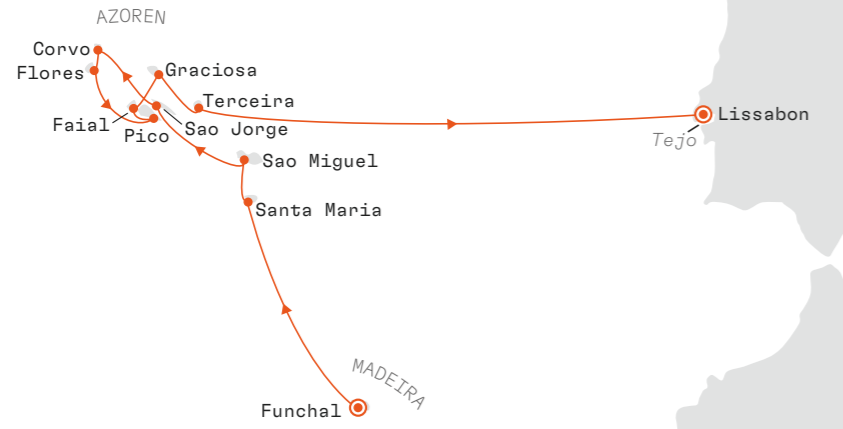 AZOREN
Corvo
Flores
Graciosa
Terceira
Faial
Pico
Sao Jorge
Lissabon
Tejo
Sao Miguel
Santa Maria
MADEIRA
Funchal